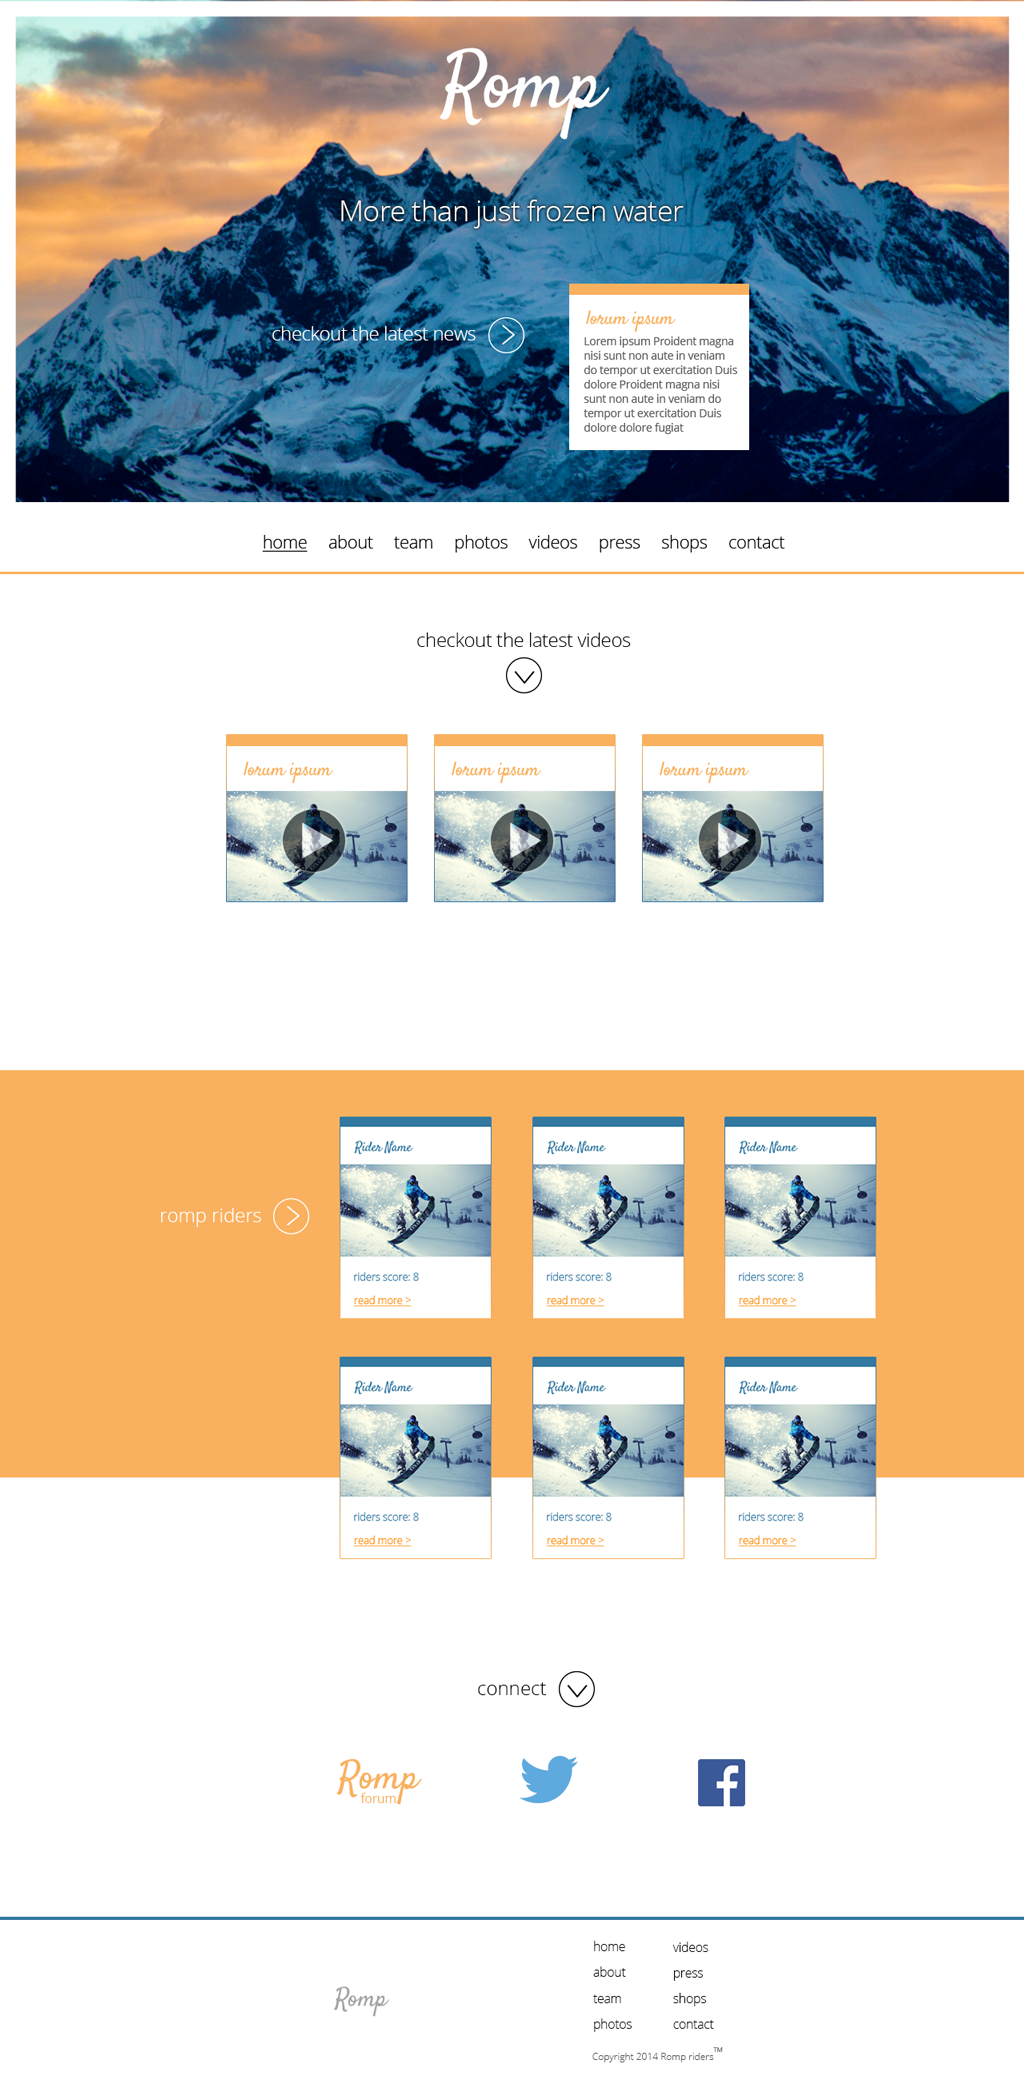 Romp
More than just frozen water
checkout the latest news
lorum ipsum
Lorem ipsum Proident magna
nisi sunt non aute in veniam
do tempor ut exercitation Duis
dolore Proident magna nisi
sunt non aute in veniam do
tempor ut exercitation Duis
dolore dolore fugiat
home about team photos videos press shops contact
checkout the latest videos
lorum ipsum lorum ipsum lorum ipsum
romp riders
Rider Name Rider Name Rider Name
riders score: 8 riders score: 8 riders score: 8
read more > read more > read more >
Rider Name Rider Name Rider Name
riders score: 8 riders score: 8 riders score: 8
read more > read more > read more >
connect
Romp
forum
Romp
home videos
about press
team shops
photos contact
Copyright 2014 Romp riders™